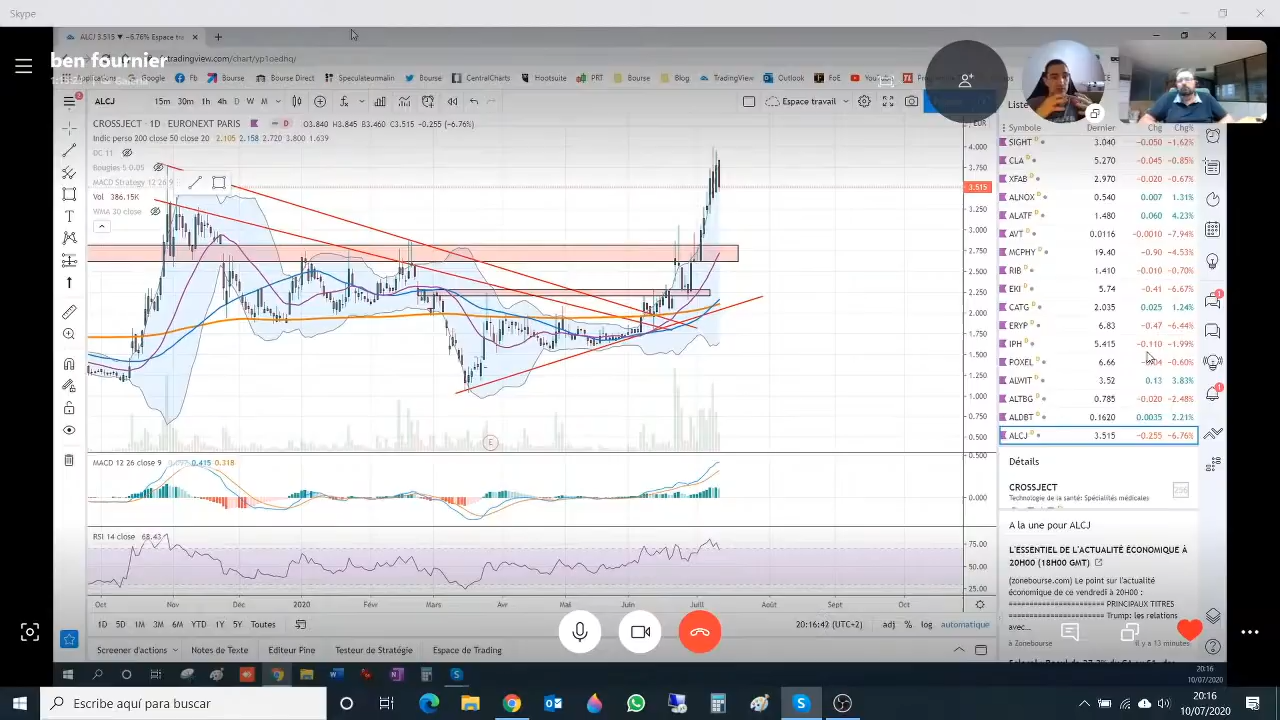 Skype
ALCJ 3.515 ▼ −6.76% Espace tra
ben fournier
adingview.com/chart/yp1oedhq/
Bourse Direct
Specialeurmalin
Bourse
CentralCharts
Hootsuite
PRT
Bourse
Blog
TradingView
Outlook
FoE
ALCJ 15m 30m 1h 4h D W M
Espace travail
Liste
CROSSJECT · 1D · EURONEXT PARIS
O3.840 H3.840 −0.255 (−6.76%)
Indic perso 200 close 50 close 20 2.105 2.158 2.720 3.800 1.639
DC 11
Bougies 5 0.05
MACD Strategy 12 26 9
Vol 386.15K
WMA 30 close
4.000
3.750
3.515
3.250
3.000
2.750
2.500
2.250
2.000
1.750
1.500
1.250
1.000
0.750
0.500
E
MACD 12 26 close 9 0.097 0.415 0.318
0.500
0.000
RSI 14 close 68.43
75.00
50.00
25.00
Oct Nov Déc 2020 Févr Mars Avr Mai Juin Juill Août Sépt Oct
1D 5D 1M 3M 6M YTD 1Y 5Y Toutes
20:16:42 (UTC+2) adj % log automatique
Screener d'actions Notes de Texte Éditeur Pine Testeur de Stratégie Espace de Trading
Symbole Dernier Chg Chg%
SIGHT 3.040 −0.050 −1.62%
CLA 5.270 −0.045 −0.85%
XFAB 2.970 −0.020 −0.67%
ALNOX 0.540 0.007 1.31%
ALATF 1.480 0.060 4.23%
AVT 0.0116 −0.0010 −7.94%
MCPHY 19.40 −0.90 −4.53%
RIB 1.410 −0.010 −0.70%
EKI 5.74 −0.41 −6.67%
CATG 2.035 0.025 1.24%
ERYP 6.83 −0.47 −6.44%
IPH 5.415 −0.110 −1.99%
POXEL 6.66 −0.04 −0.60%
ALWIT 3.52 0.13 3.83%
ALTBG 0.785 −0.020 −2.48%
ALDBT 0.1620 0.0035 2.21%
ALCJ 3.515 −0.255 −6.76%
Détails
CROSSJECT
Technologie de la santé: Spécialités médicales
A la une pour ALCJ
L'ESSENTIEL DE L'ACTUALITÉ ÉCONOMIQUE À
20H00 (18H00 GMT)
(zonebourse.com) Le point sur l'actualité
économique de ce vendredi à 20H00 :
====================== PRINCIPAUX TITRES
====================== Trump: les relations
avec...
Zonebourse
il y a 13 minutes
20:16
10/07/2020
Escribe aquí para buscar
20:16
10/07/2020